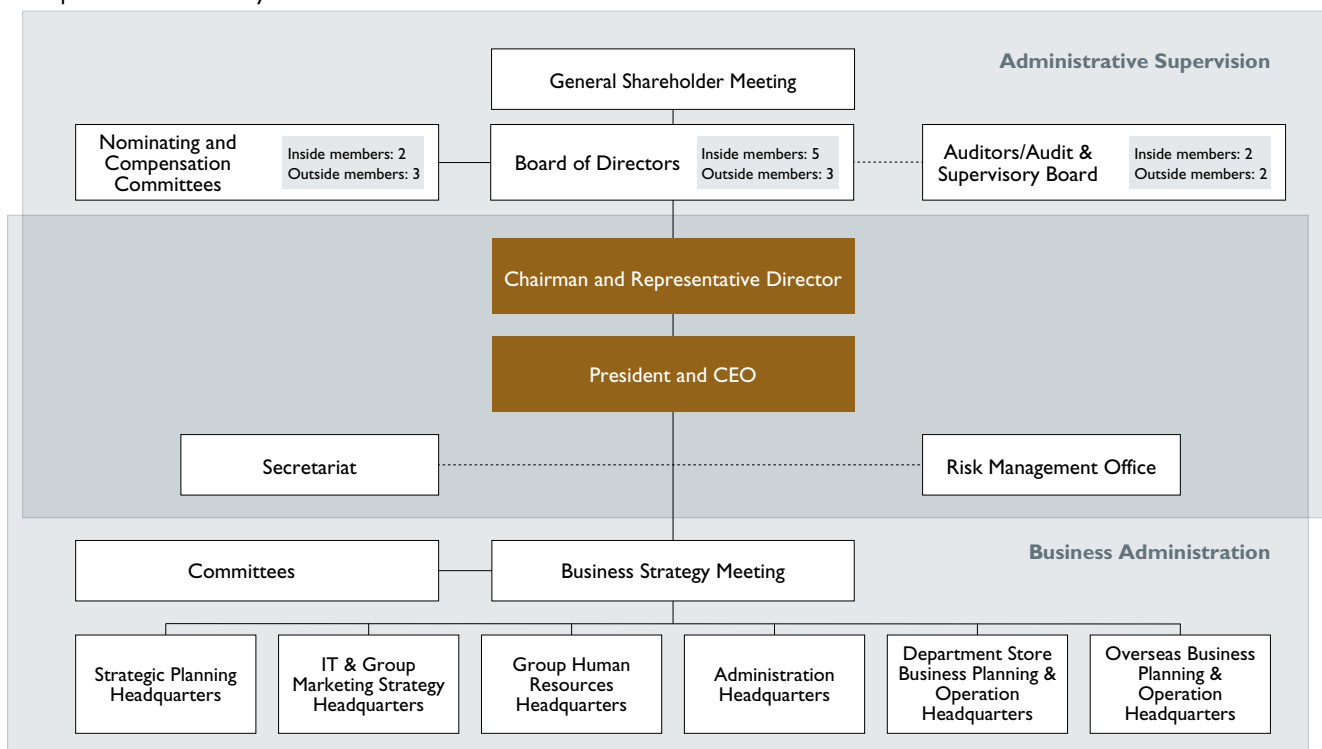 Administrative Supervision
General Shareholder Meeting
Nominating and
Compensation
Committees
Inside members: 2
Outside members: 3
Board of Directors
Inside members: 5
Outside members: 3
Auditors/Audit &
Supervisory Board
Inside members: 2
Outside members: 2
Chairman and Representative Director
President and CEO
Secretariat
Risk Management Office
Business Administration
Committees
Business Strategy Meeting
Strategic Planning
Headquarters
IT & Group
Marketing Strategy
Headquarters
Group Human
Resources
Headquarters
Administration
Headquarters
Department Store
Business Planning &
Operation
Headquarters
Overseas Business
Planning &
Operation
Headquarters